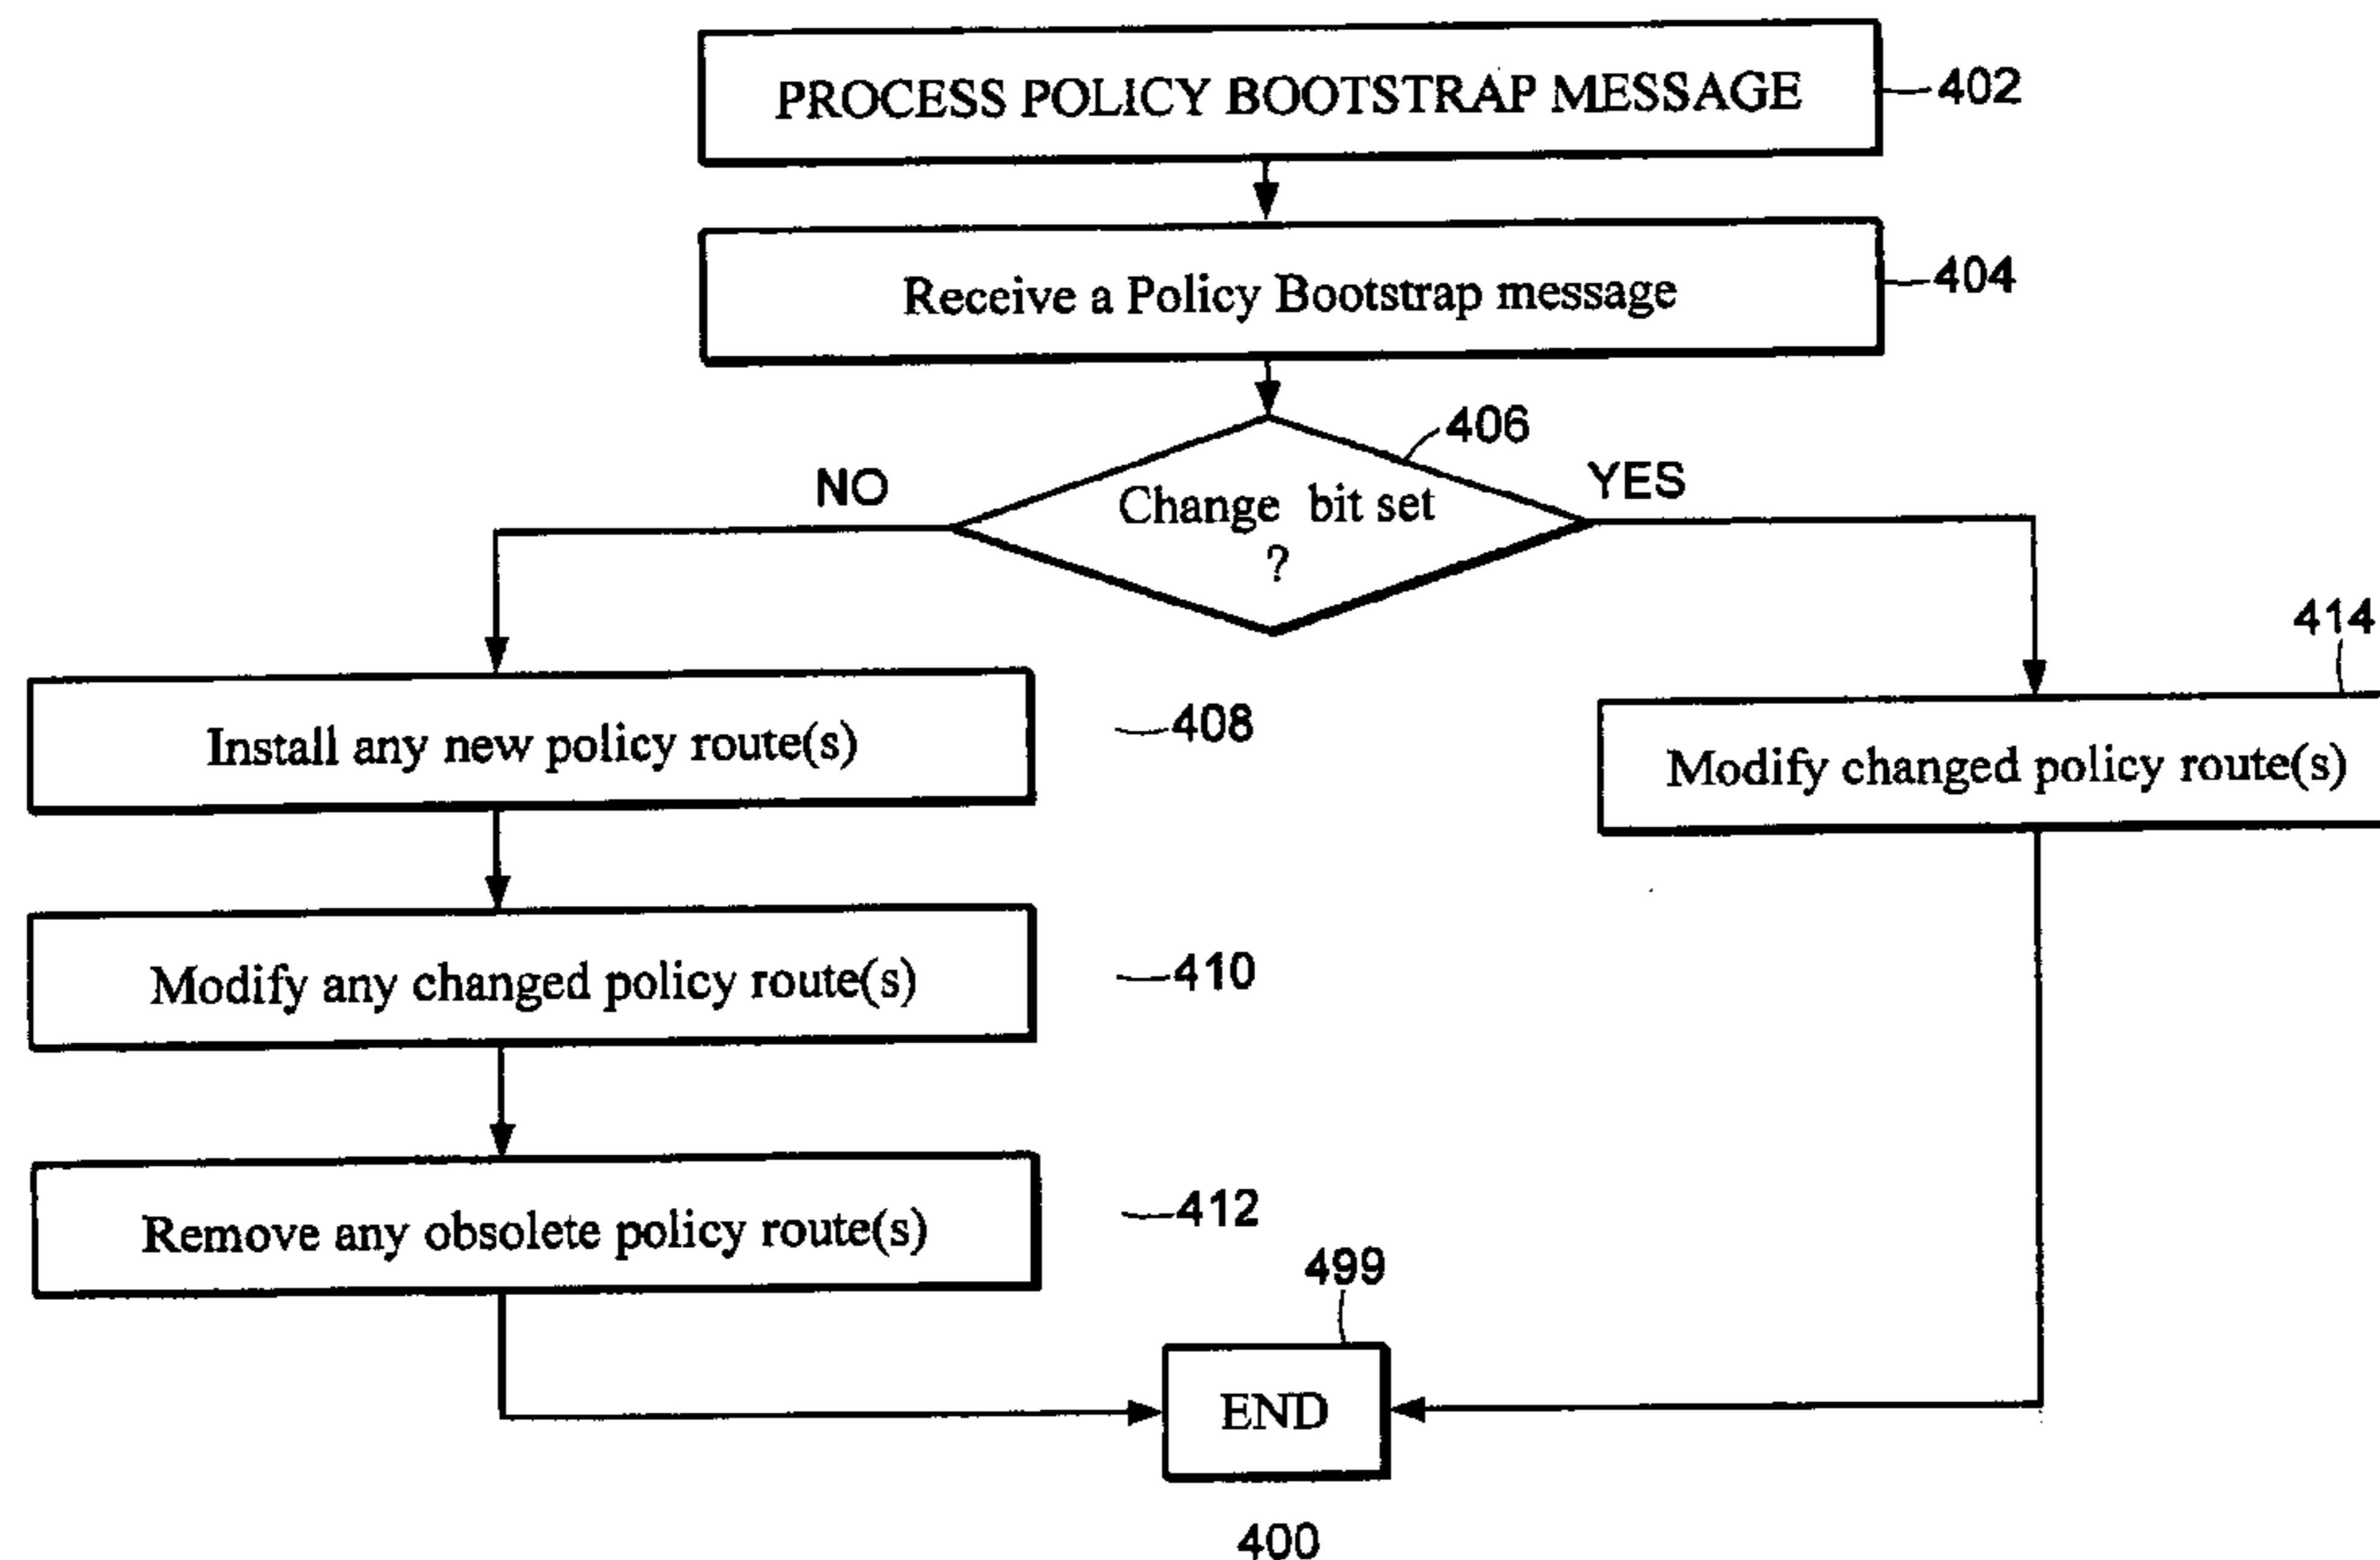 PROCESS POLICY BOOTSTRAP MESSAGE
402
Receive a Policy Bootstrap message
404
406
NO
Change bit set
?
YES
414
Install any new policy route(s)
408
Modify changed policy route(s)
Modify any changed policy route(s)
410
Remove any obsolete policy route(s)
412
499
END
400